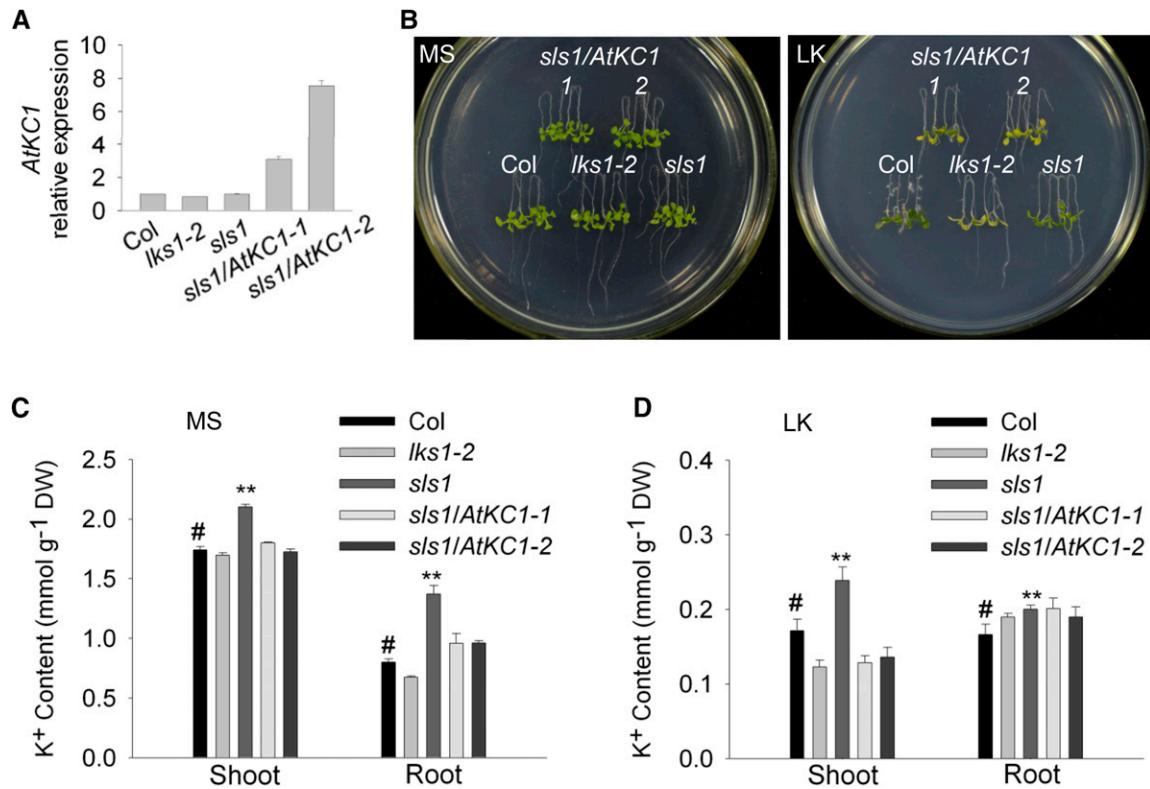 A
AtKC1
relative expression
10
8
6
4
2
0
Col
lks1-2
sls1
sls1/AtKC1-1
sls1/AtKC1-2
B
MS
sls1/AtKC1
1 2
Col lks1-2 sls1
LK
sls1/AtKC1
1 2
Col lks1-2 sls1
C
MS
Col
lks1-2
sls1
sls1/AtKC1-1
sls1/AtKC1-2
K+ Content (mmol g-1 DW)
2.5
2.0
1.5
1.0
0.5
0.0
# **
# **
Shoot Root
D
LK
Col
lks1-2
sls1
sls1/AtKC1-1
sls1/AtKC1-2
K+ Content (mmol g-1 DW)
0.4
0.3
0.2
0.1
0.0
# **
# **
Shoot Root